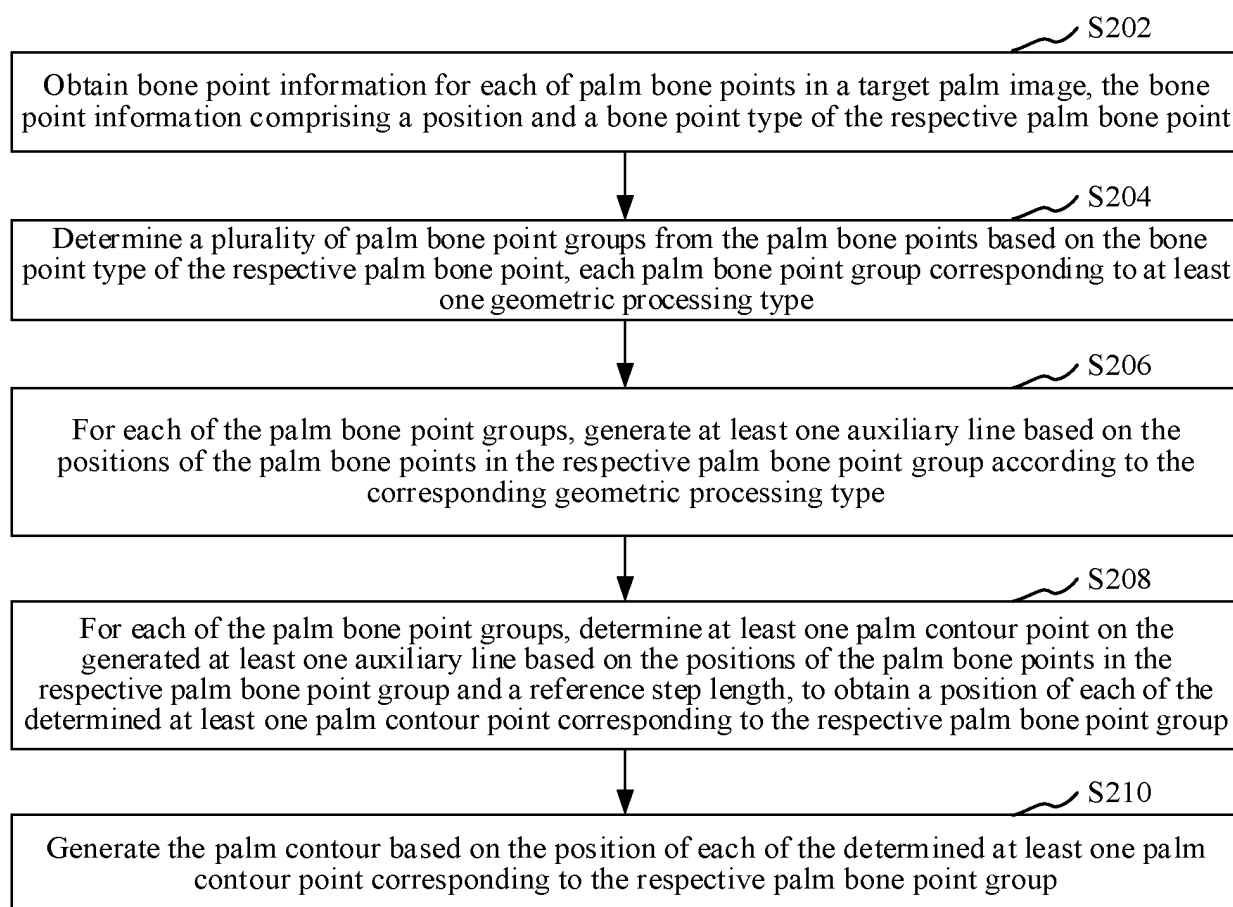 S202
Obtain bone point information for each of palm bone points in a target palm image, the bone
point information comprising a position and a bone point type of the respective palm bone point
S204
Determine a plurality of palm bone point groups from the palm bone points based on the bone
point type of the respective palm bone point, each palm bone point group corresponding to at least
one geometric processing type
S206
For each of the palm bone point groups, generate at least one auxiliary line based on the
positions of the palm bone points in the respective palm bone point group according to the
corresponding geometric processing type
S208
For each of the palm bone point groups, determine at least one palm contour point on the
generated at least one auxiliary line based on the positions of the palm bone points in the
respective palm bone point group and a reference step length, to obtain a position of each of the
determined at least one palm contour point corresponding to the respective palm bone point group
S210
Generate the palm contour based on the position of each of the determined at least one palm
contour point corresponding to the respective palm bone point group